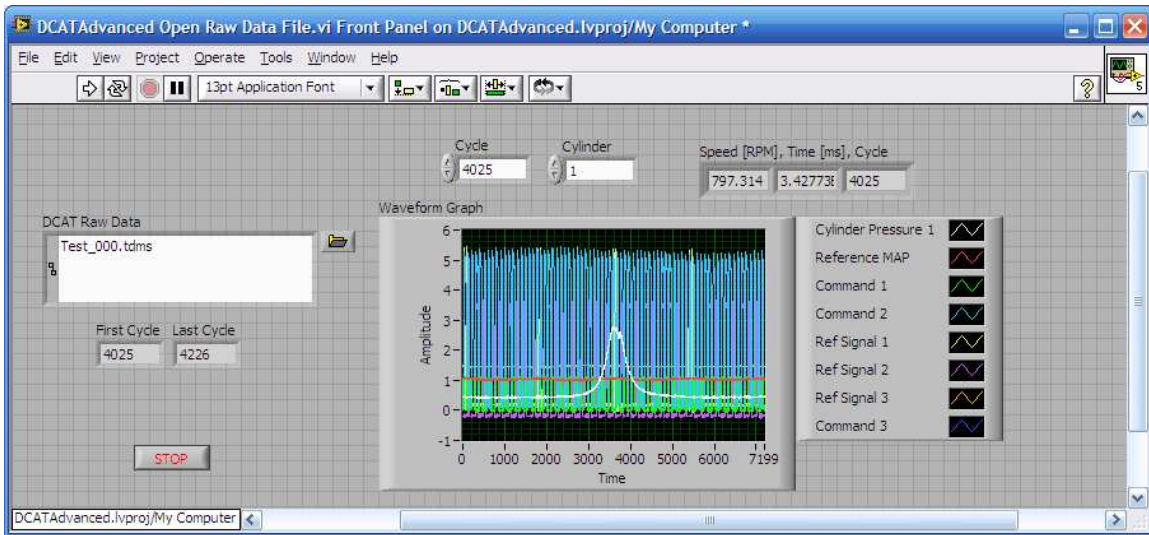 DCATAdvanced Open Raw Data File.vi Front Panel on DCATAdvanced.lvproj/My Computer *
File Edit View Project Operate Tools Window Help
13pt Application Font
?
5
Cycle
4025
Cylinder
1
Speed [RPM], Time [ms], Cycle
797.314 3.42773 4025
DCAT Raw Data
Test_000.tdms
First Cycle Last Cycle
4025 4226
STOP
Waveform Graph
Amplitude
6
5
4
3
2
1
0
-1
0 1000 2000 3000 4000 5000 6000 7199
Time
Cylinder Pressure 1
Reference MAP
Command 1
Command 2
Ref Signal 1
Ref Signal 2
Ref Signal 3
Command 3
DCATAdvanced.lvproj/My Computer